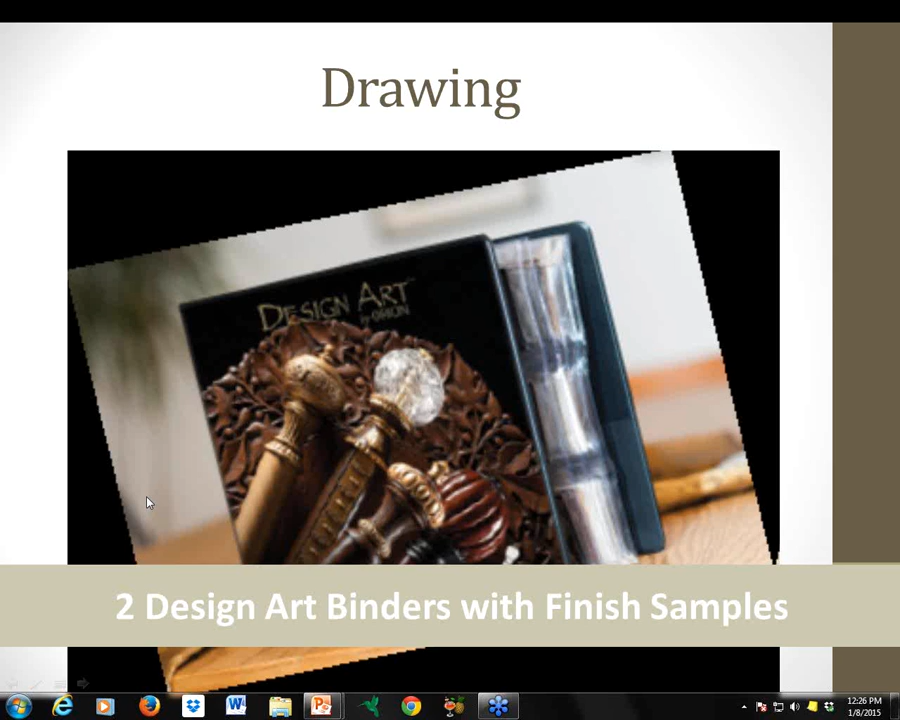 Drawing
DESIGN ART
by ORION
2 Design Art Binders with Finish Samples
12:26 PM
1/8/2015